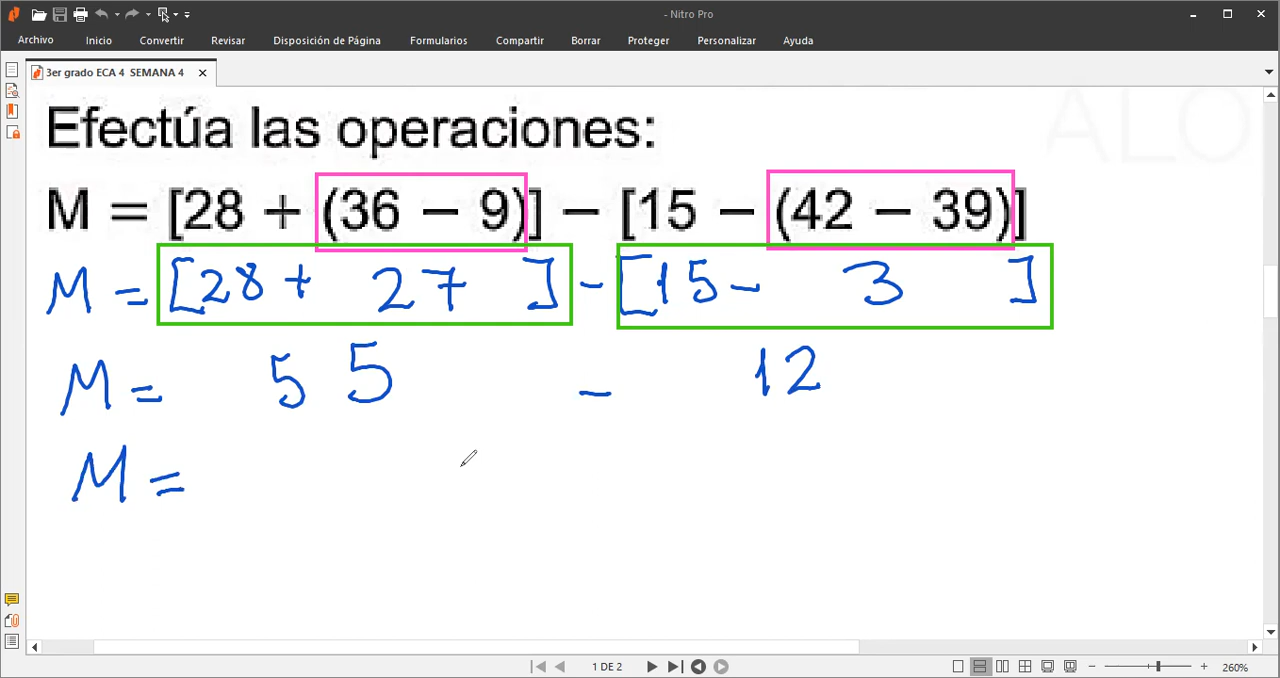 - Nitro Pro
Archivo Inicio Convertir Revisar Disposición de Página Formularios Compartir Borrar Proteger Personalizar Ayuda
3er grado ECA 4 SEMANA 4
ALO
Efectúa las operaciones:
M = [28 + (36 − 9)] − [15 − (42 − 39)]
M = [28 + 27] - [15 - 3]
M = 55 - 12
M =
1 DE 2
260%